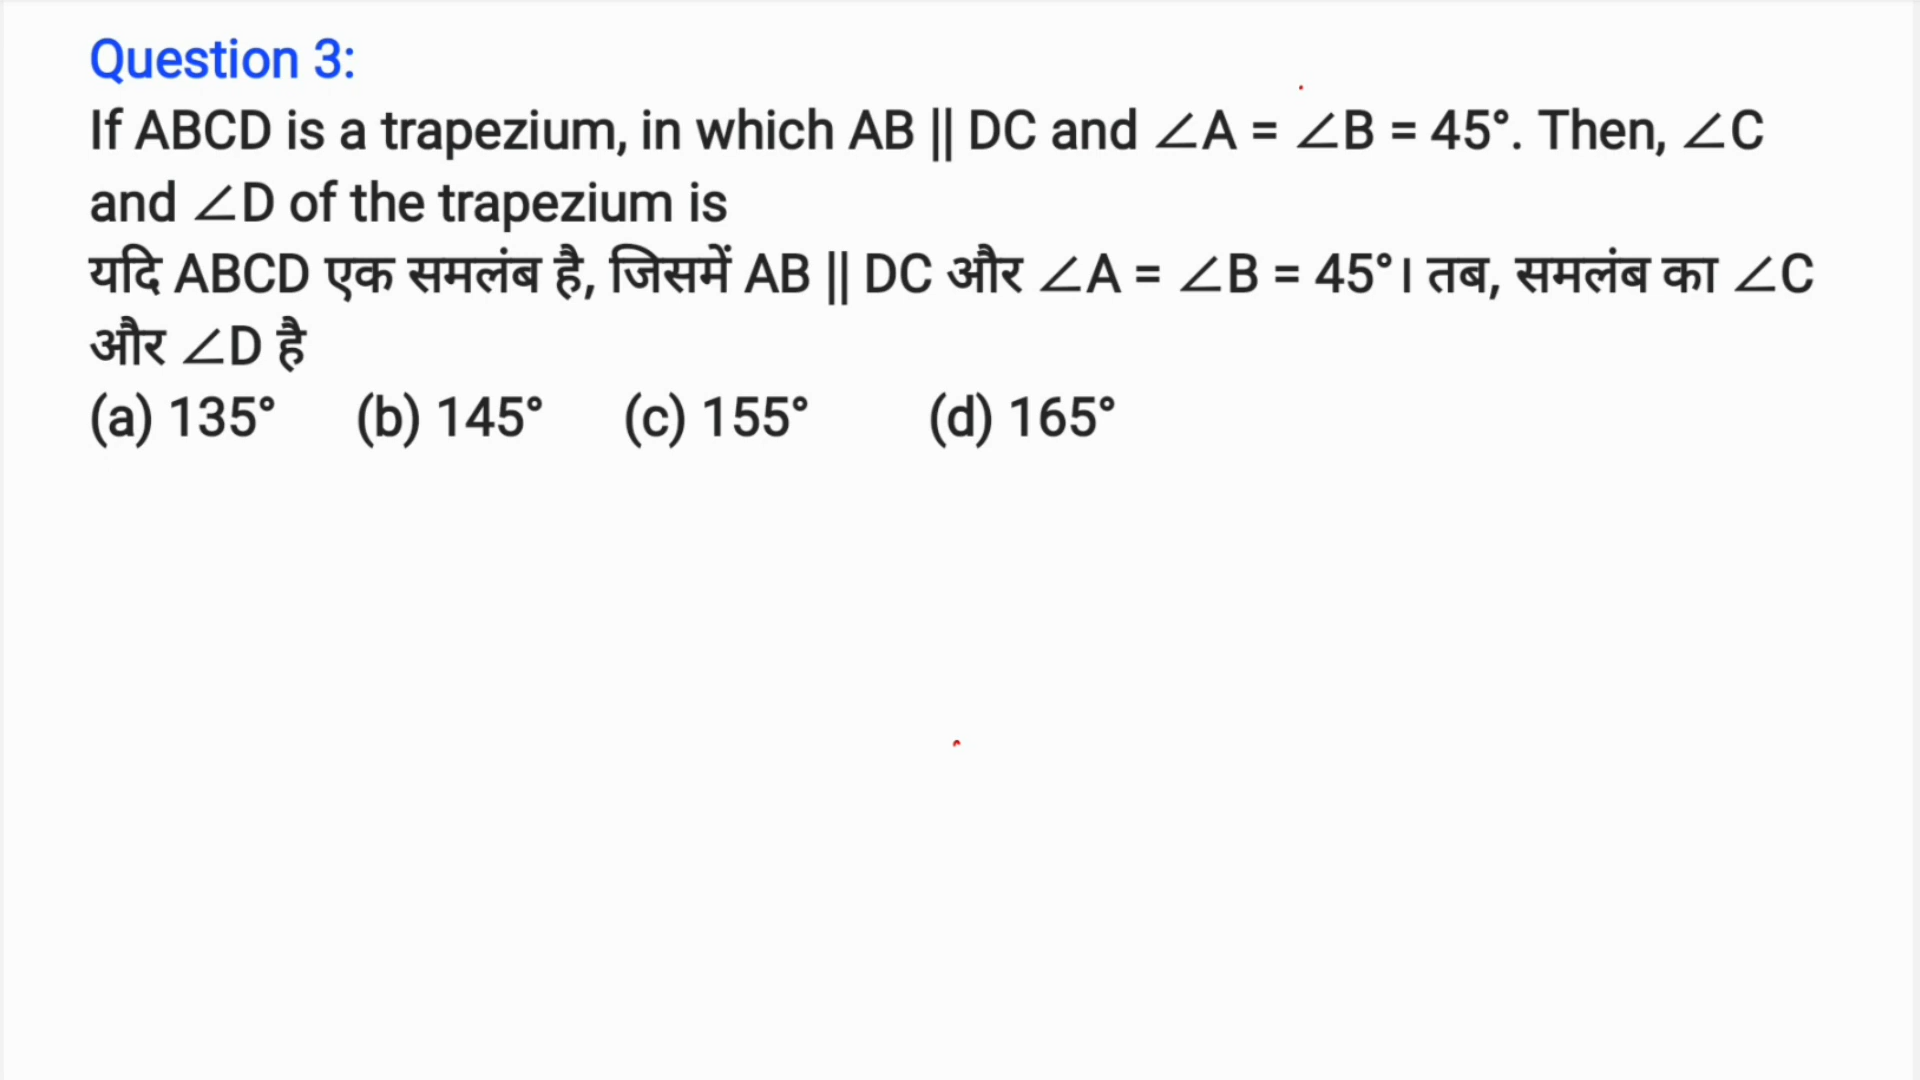 Question 3:
If ABCD is a trapezium, in which AB || DC and ∠A = ∠B = 45°. Then, ∠C
and ∠D of the trapezium is
यदि ABCD एक समलंब है, जिसमें AB || DC और ∠A = ∠B = 45°। तब, समलंब का ∠C
और ∠D है
(a) 135° (b) 145° (c) 155° (d) 165°